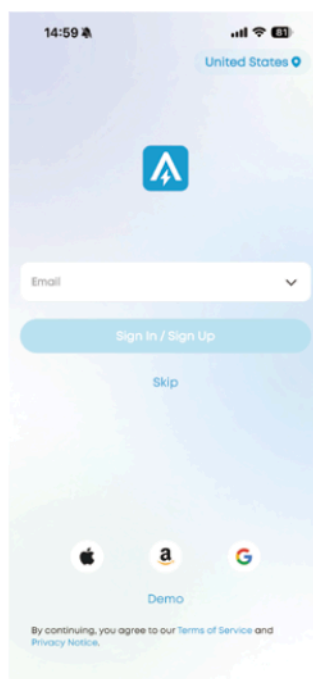 14:59
81
United States
Email
Sign In / Sign Up
Skip
a
G
Demo
By continuing, you agree to our Terms of Service and
Privacy Notice.